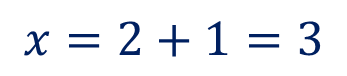 x = 2 + 1 = 3